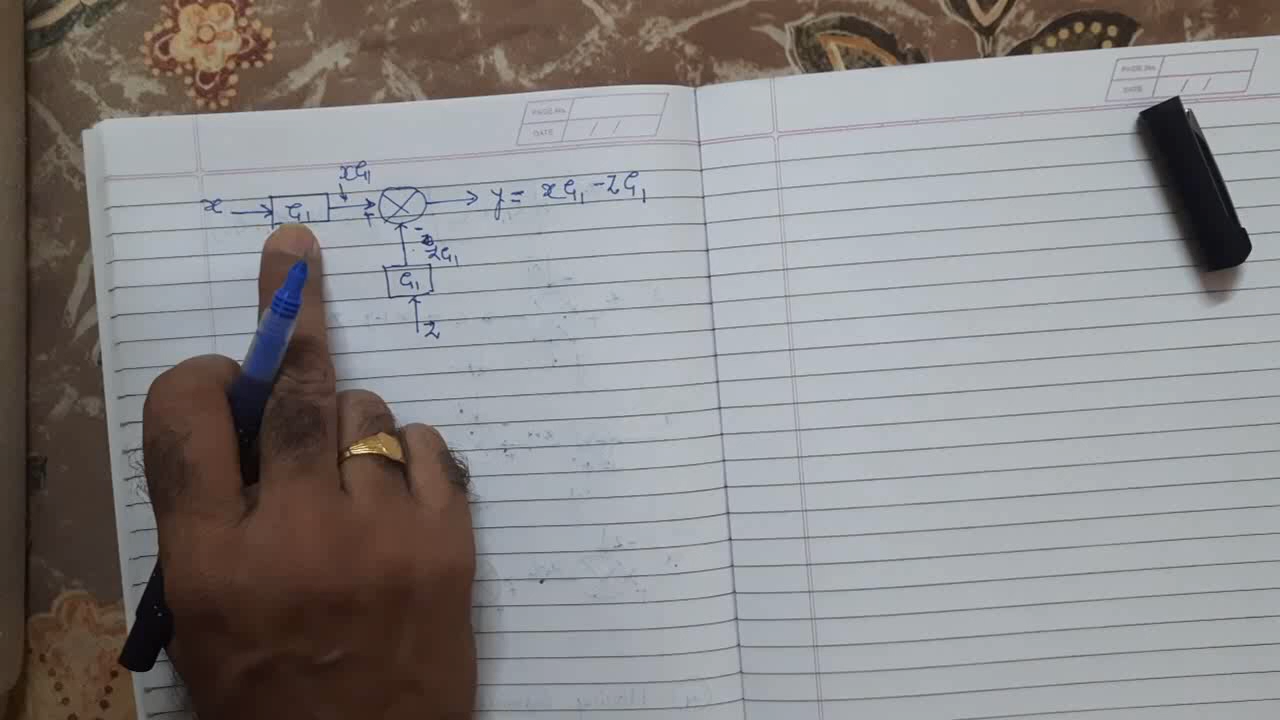 PAGE No.
DATE / /
PAGE No.
DATE / /
xG₁
x G₁ + y = xG₁ - ZG₁
-
ZG₁
G₁
Z